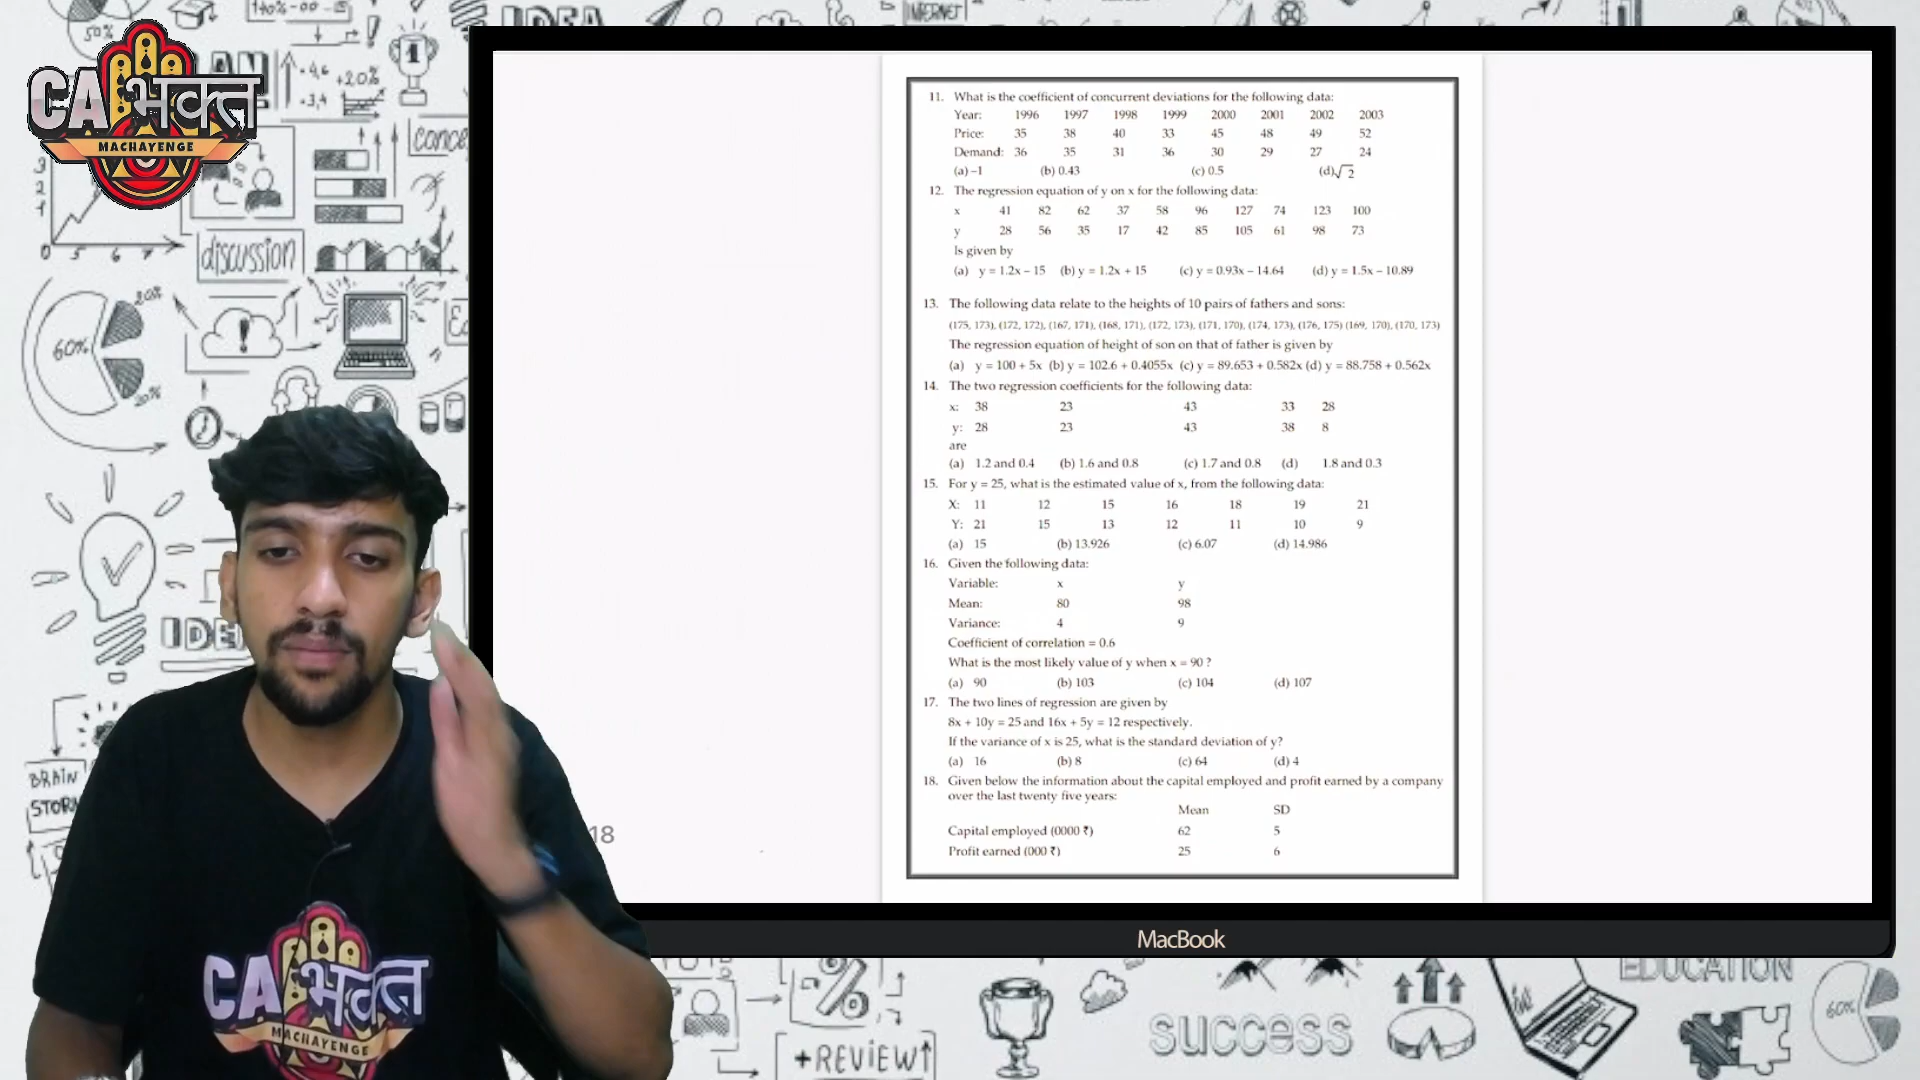 CA भक्त
MACHAYENGE
50%
IDEA
INTERNET
+20%
discussion
60%
20%
BRAIN
STORM
18
11. What is the coefficient of concurrent deviations for the following data:
Year: 1996 1997 1998 1999 2000 2001 2002 2003
Price: 35 38 40 33 45 48 49 52
Demand: 36 35 31 36 30 29 27 24
(a) –1 (b) 0.43 (c) 0.5 (d) √2
12. The regression equation of y on x for the following data:
x 41 82 62 37 58 96 127 74 123 100
y 28 56 35 17 42 85 105 61 98 73
Is given by
(a) y = 1.2x – 15 (b) y = 1.2x + 15 (c) y = 0.93x – 14.64 (d) y = 1.5x – 10.89
13. The following data relate to the heights of 10 pairs of fathers and sons:
(175, 173), (172, 172), (167, 171), (168, 171), (172, 173), (171, 170), (174, 173), (176, 175) (169, 170), (170, 173)
The regression equation of height of son on that of father is given by
(a) y = 100 + 5x (b) y = 102.6 + 0.4055x (c) y = 89.653 + 0.582x (d) y = 88.758 + 0.562x
14. The two regression coefficients for the following data:
x: 38 23 43 33 28
y: 28 23 43 38 8
are
(a) 1.2 and 0.4 (b) 1.6 and 0.8 (c) 1.7 and 0.8 (d) 1.8 and 0.3
15. For y = 25, what is the estimated value of x, from the following data:
X: 11 12 15 16 18 19 21
Y: 21 15 13 12 11 10 9
(a) 15 (b) 13.926 (c) 6.07 (d) 14.986
16. Given the following data:
Variable: x y
Mean: 80 98
Variance: 4 9
Coefficient of correlation = 0.6
What is the most likely value of y when x = 90 ?
(a) 90 (b) 103 (c) 104 (d) 107
17. The two lines of regression are given by
8x + 10y = 25 and 16x + 5y = 12 respectively.
If the variance of x is 25, what is the standard deviation of y?
(a) 16 (b) 8 (c) 64 (d) 4
18. Given below the information about the capital employed and profit earned by a company
over the last twenty five years:
Mean SD
Capital employed (0000 ₹) 62 5
Profit earned (000 ₹) 25 6
MacBook
CA भक्त
MACHAYENGE
EDUCATION
success
60%
+REVIEW